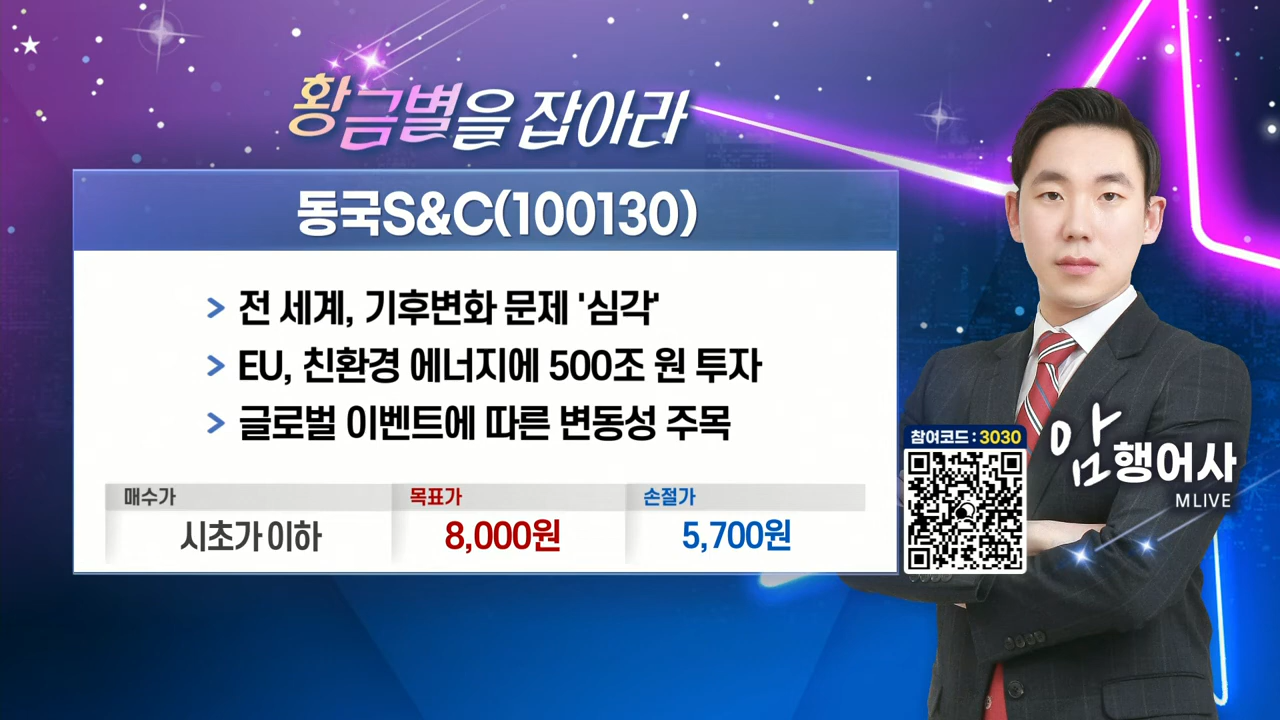 황금별을 잡아라
동국S&C(100130)
> 전 세계, 기후변화 문제 '심각'
> EU, 친환경 에너지에 500조 원 투자
> 글로벌 이벤트에 따른 변동성 주목
매수가 목표가 손절가
시초가 이하 8,000원 5,700원
참여코드 : 3030
암행어사
MLIVE